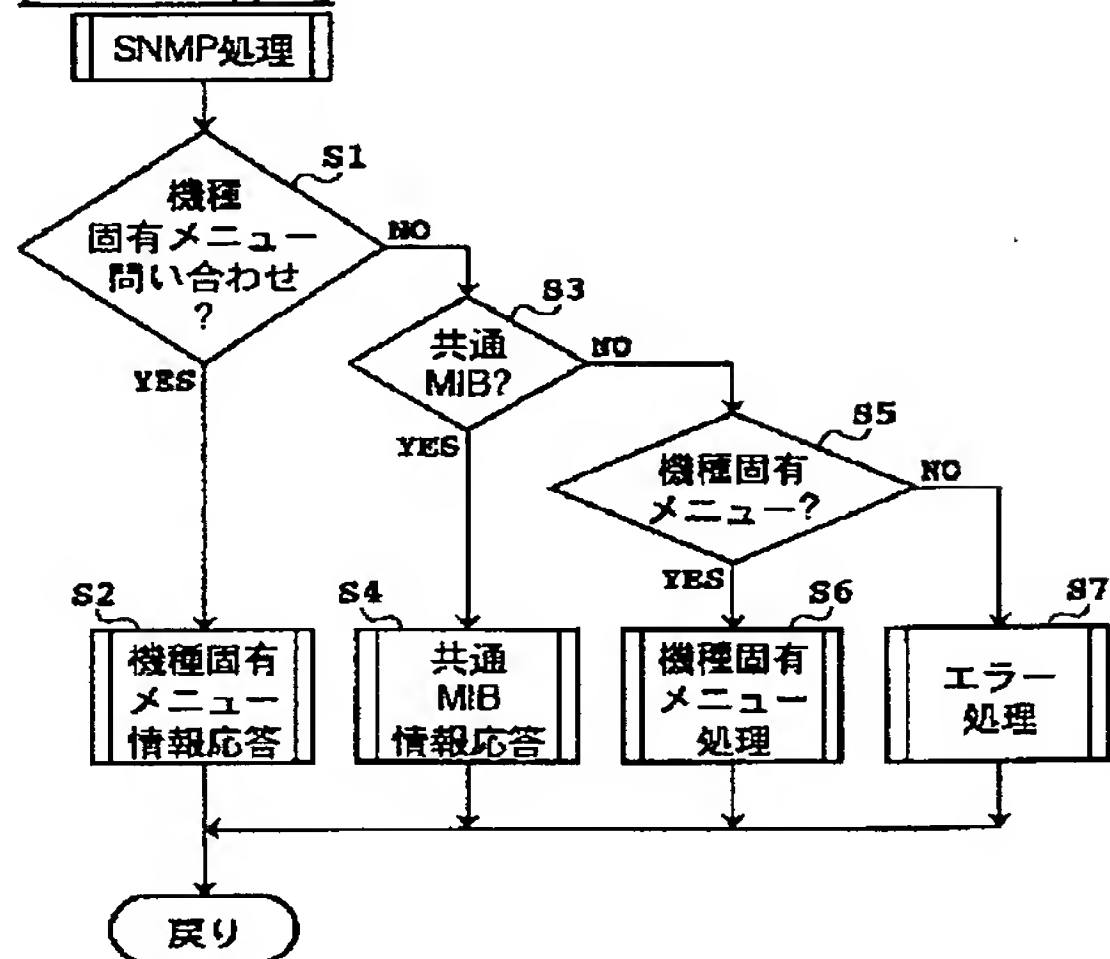 SNMP処理
S1
機種
固有メニュー
問い合わせ
?
NO
YES
S3
共通
MIB?
NO
YES
S5
機種固有
メニュー?
NO
YES
S2
機種固有
メニュー
情報応答
S4
共通
MIB
情報応答
S6
機種固有
メニュー
処理
S7
エラー
処理
戻り